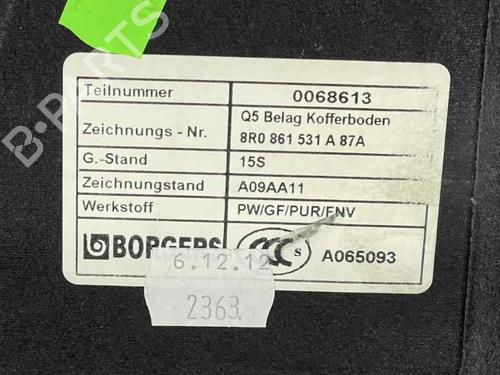 B-PARTS
Teilnummer 0068613
Zeichnungs - Nr. Q5 Belag Kofferboden
8R0 861 531 A 87A
G.-Stand 15S
Zeichnungstand A09AA11
Werkstoff PW/GF/PUR/FNV
BORGERS CCC S A065093
6.12.12
2363